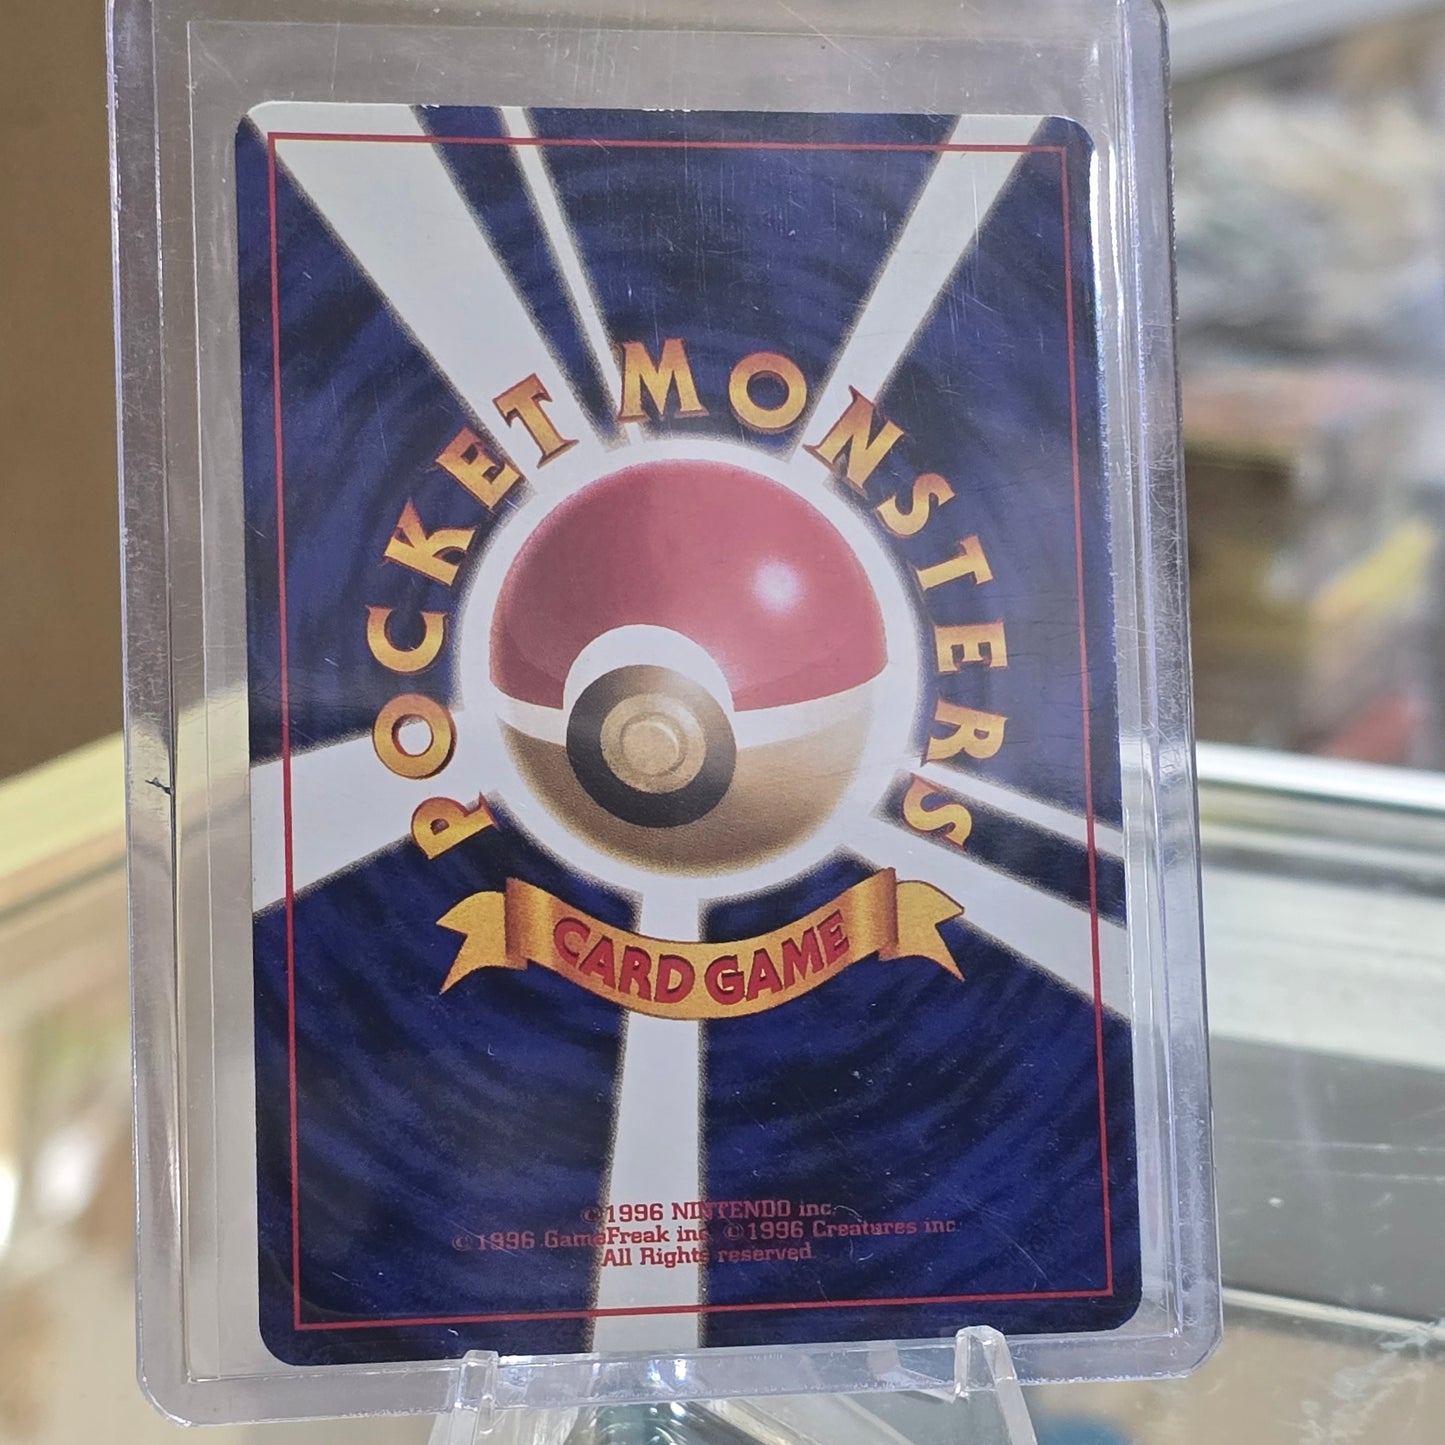 POCKET MONSTERS
CARD GAME
©1996 NINTENDO inc.
©1996 GameFreak inc. ©1996 Creatures inc.
All Rights reserved.